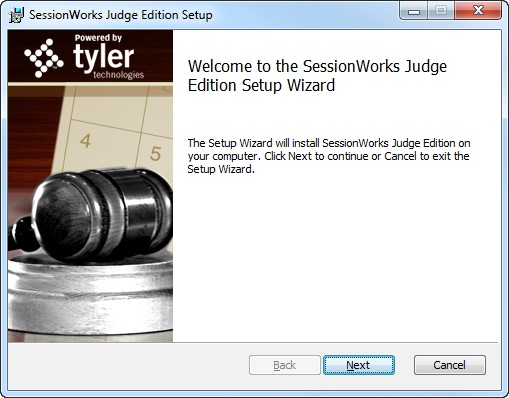 SessionWorks Judge Edition Setup
Powered by
tyler
technologies
4
5
Welcome to the SessionWorks Judge
Edition Setup Wizard
The Setup Wizard will install SessionWorks Judge Edition on
your computer. Click Next to continue or Cancel to exit the
Setup Wizard.
Back
Next
Cancel